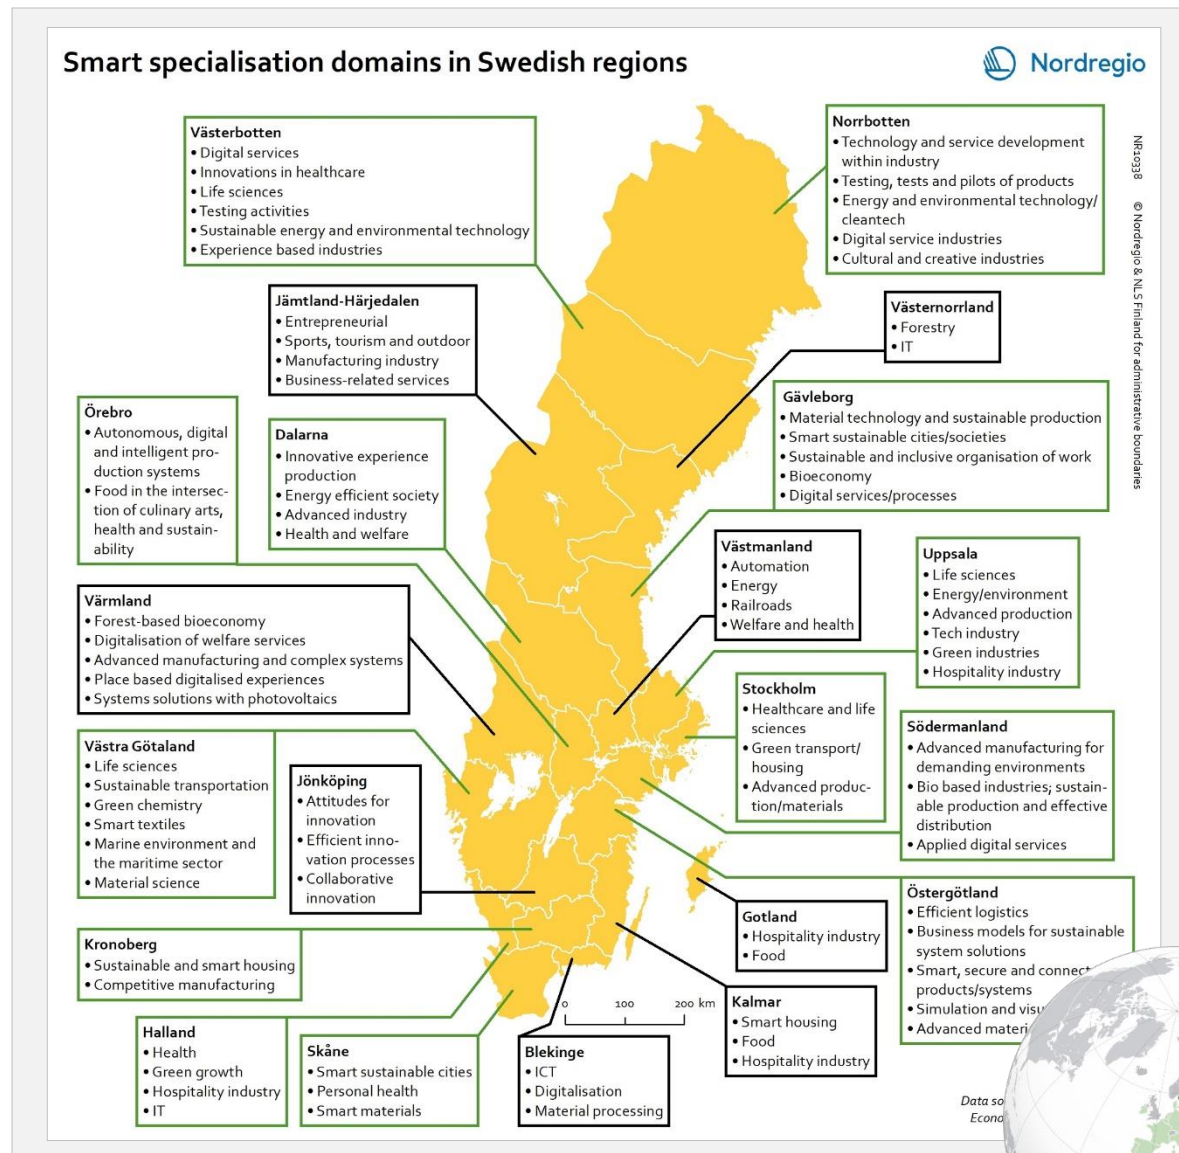 Smart specialisation domains in Swedish regions
Nordregio
Västerbotten
• Digital services
• Innovations in healthcare
• Life sciences
• Testing activities
• Sustainable energy and environmental technology
• Experience based industries
Norrbotten
• Technology and service development
within industry
• Testing, tests and pilots of products
• Energy and environmental technology/
cleantech
• Digital service industries
• Cultural and creative industries
NR10338 © Nordregio & NLS Finland for administrative boundaries
Jämtland-Härjedalen
• Entrepreneurial
• Sports, tourism and outdoor
• Manufacturing industry
• Business-related services
Västernorrland
• Forestry
• IT
Örebro
• Autonomous, digital
and intelligent pro-
duction systems
• Food in the intersec-
tion of culinary arts,
health and sustain-
ability
Dalarna
• Innovative experience
production
• Energy efficient society
• Advanced industry
• Health and welfare
Gävleborg
• Material technology and sustainable production
• Smart sustainable cities/societies
• Sustainable and inclusive organisation of work
• Bioeconomy
• Digital services/processes
Västmanland
• Automation
• Energy
• Railroads
• Welfare and health
Uppsala
• Life sciences
• Energy/environment
• Advanced production
• Tech industry
• Green industries
• Hospitality industry
Värmland
• Forest-based bioeconomy
• Digitalisation of welfare services
• Advanced manufacturing and complex systems
• Place based digitalised experiences
• Systems solutions with photovoltaics
Stockholm
• Healthcare and life
sciences
• Green transport/
housing
• Advanced produc-
tion/materials
Södermanland
• Advanced manufacturing for
demanding environments
• Bio based industries; sustain-
able production and effective
distribution
• Applied digital services
Västra Götaland
• Life sciences
• Sustainable transportation
• Green chemistry
• Smart textiles
• Marine environment and
the maritime sector
• Material science
Jönköping
• Attitudes for
innovation
• Efficient inno-
vation processes
• Collaborative
innovation
Gotland
• Hospitality industry
• Food
Östergötland
• Efficient logistics
• Business models for sustainable
system solutions
• Smart, secure and
products/systems
• Simulation and
• Advanced
Kronoberg
• Sustainable and smart housing
• Competitive manufacturing
Kalmar
• Smart housing
• Food
• Hospitality industry
0 100 200 km
Halland
• Health
• Green growth
• Hospitality industry
• IT
Skåne
• Smart sustainable cities
• Personal health
• Smart materials
Blekinge
• ICT
• Digitalisation
• Material processing
Data